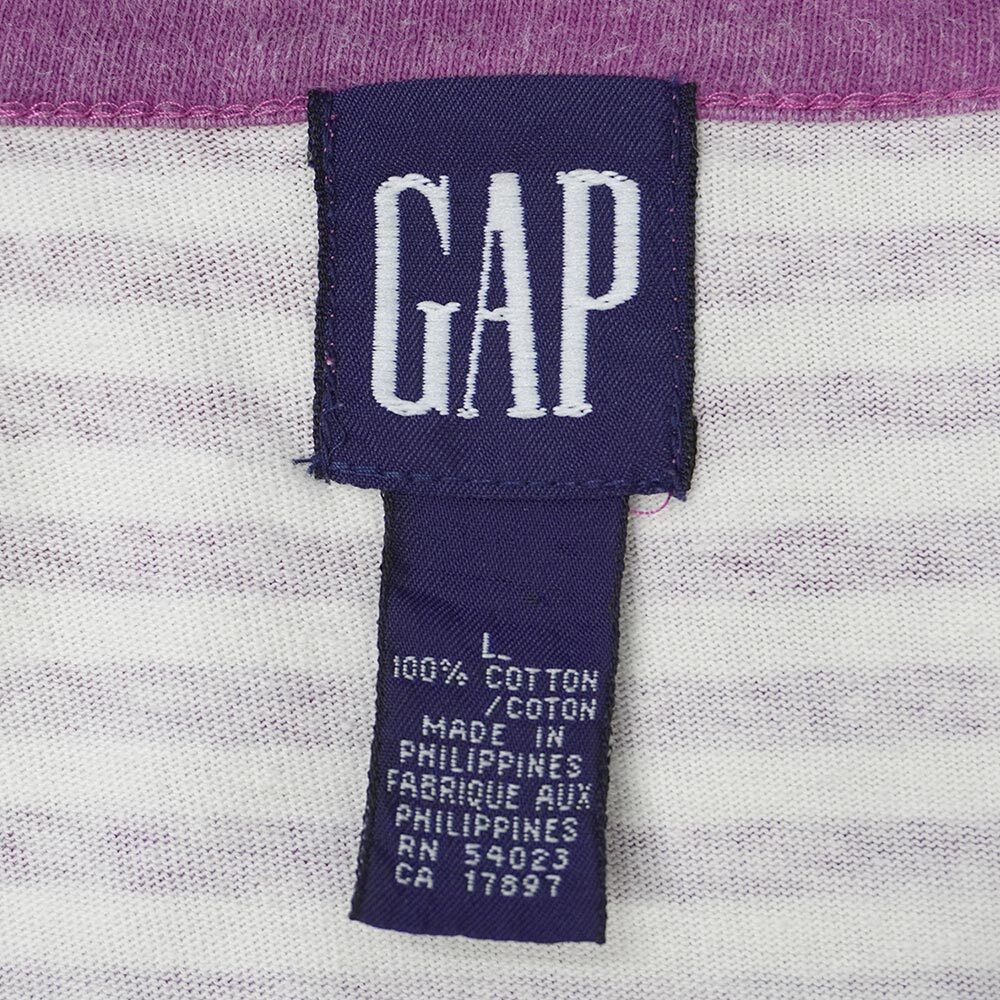 GAP
L
100% COTTON
/COTON
MADE IN
PHILIPPINES
FABRIQUE AUX
PHILIPPINES
RN 54023
CA 17897